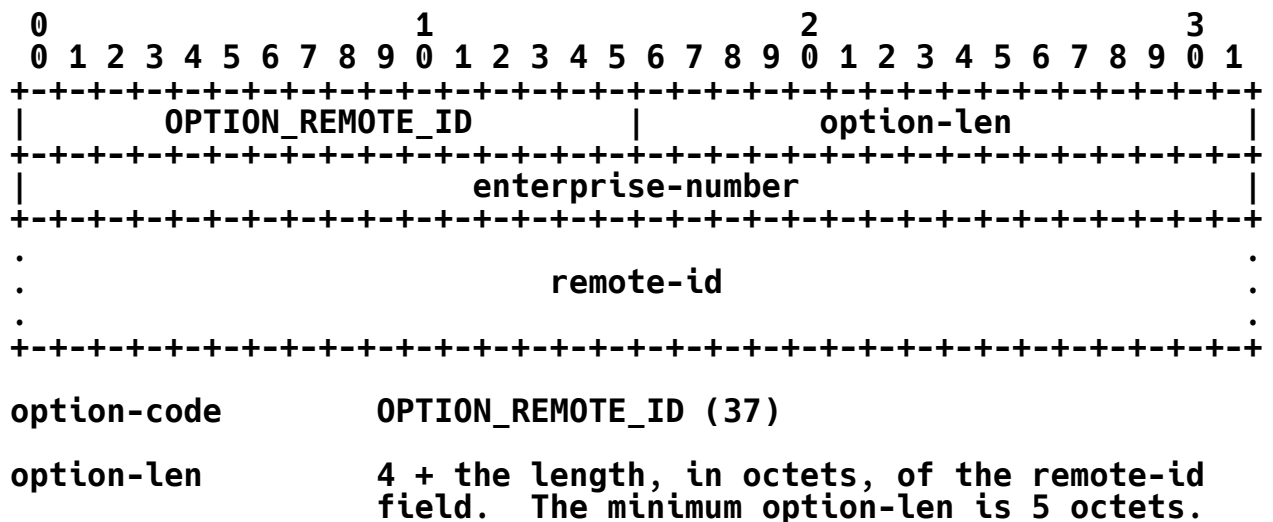 0                   1                   2                   3
 0 1 2 3 4 5 6 7 8 9 0 1 2 3 4 5 6 7 8 9 0 1 2 3 4 5 6 7 8 9 0 1
+-+-+-+-+-+-+-+-+-+-+-+-+-+-+-+-+-+-+-+-+-+-+-+-+-+-+-+-+-+-+-+-+
|       OPTION_REMOTE_ID        |         option-len            |
+-+-+-+-+-+-+-+-+-+-+-+-+-+-+-+-+-+-+-+-+-+-+-+-+-+-+-+-+-+-+-+-+
|                       enterprise-number                       |
+-+-+-+-+-+-+-+-+-+-+-+-+-+-+-+-+-+-+-+-+-+-+-+-+-+-+-+-+-+-+-+-+
.                                                               .
.                           remote-id                           .
.                                                               .
+-+-+-+-+-+-+-+-+-+-+-+-+-+-+-+-+-+-+-+-+-+-+-+-+-+-+-+-+-+-+-+-+
option-code        OPTION_REMOTE_ID (37)
option-len         4 + the length, in octets, of the remote-id
                   field.  The minimum option-len is 5 octets.